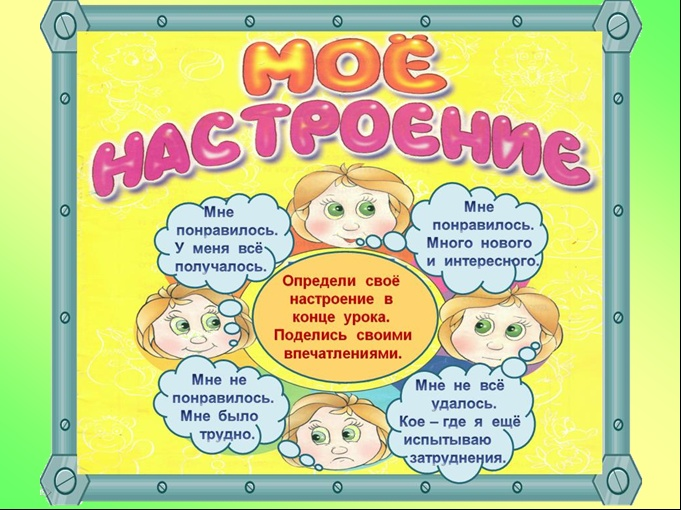 МОЁ
НАСТРОЕНИЕ
Мне
понравилось.
У меня всё
получалось.
Мне
понравилось.
Много нового
и интересного.
Определи своё
настроение в
конце урока.
Поделись своими
впечатлениями.
Мне не
понравилось.
Мне было
трудно.
Мне не всё
удалось.
Кое – где я ещё
испытываю
затруднения.